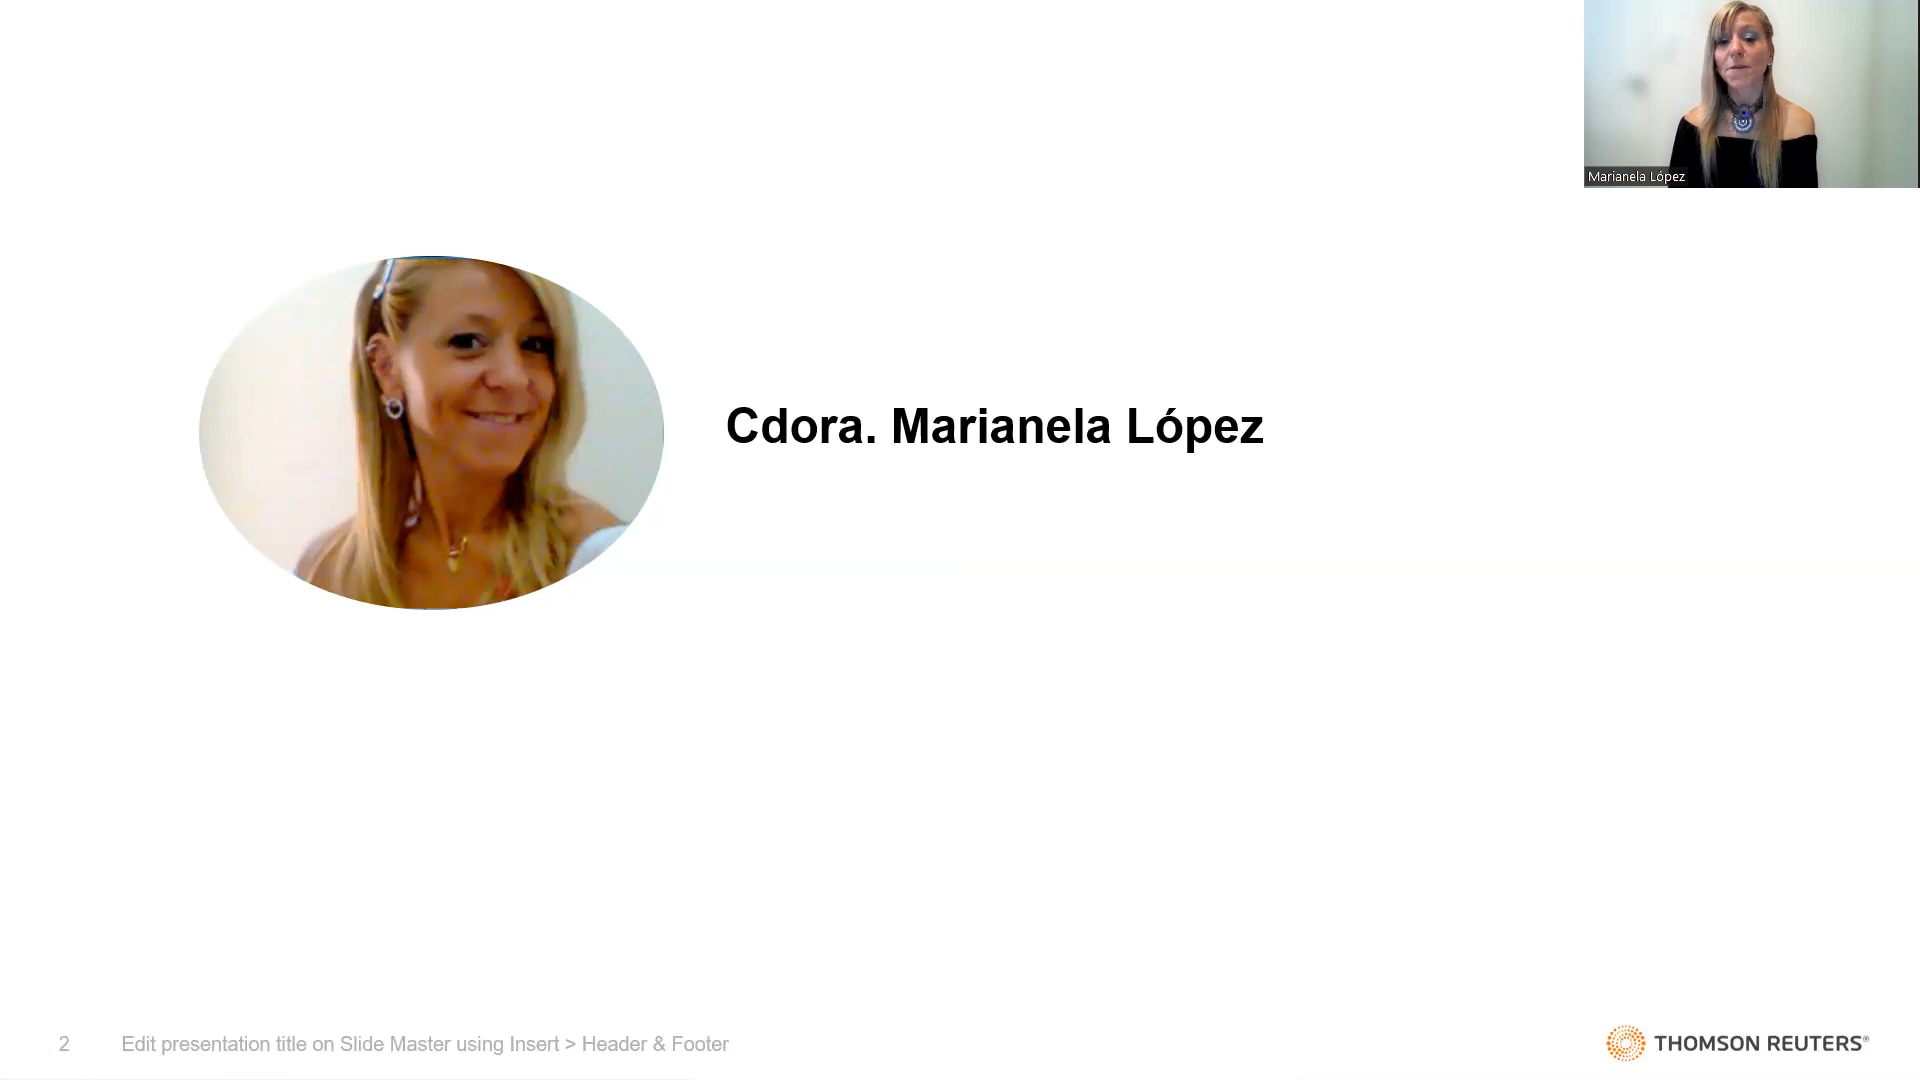 Marianela López
Cdora. Marianela López
2
Edit presentation title on Slide Master using Insert > Header & Footer
THOMSON REUTERS®